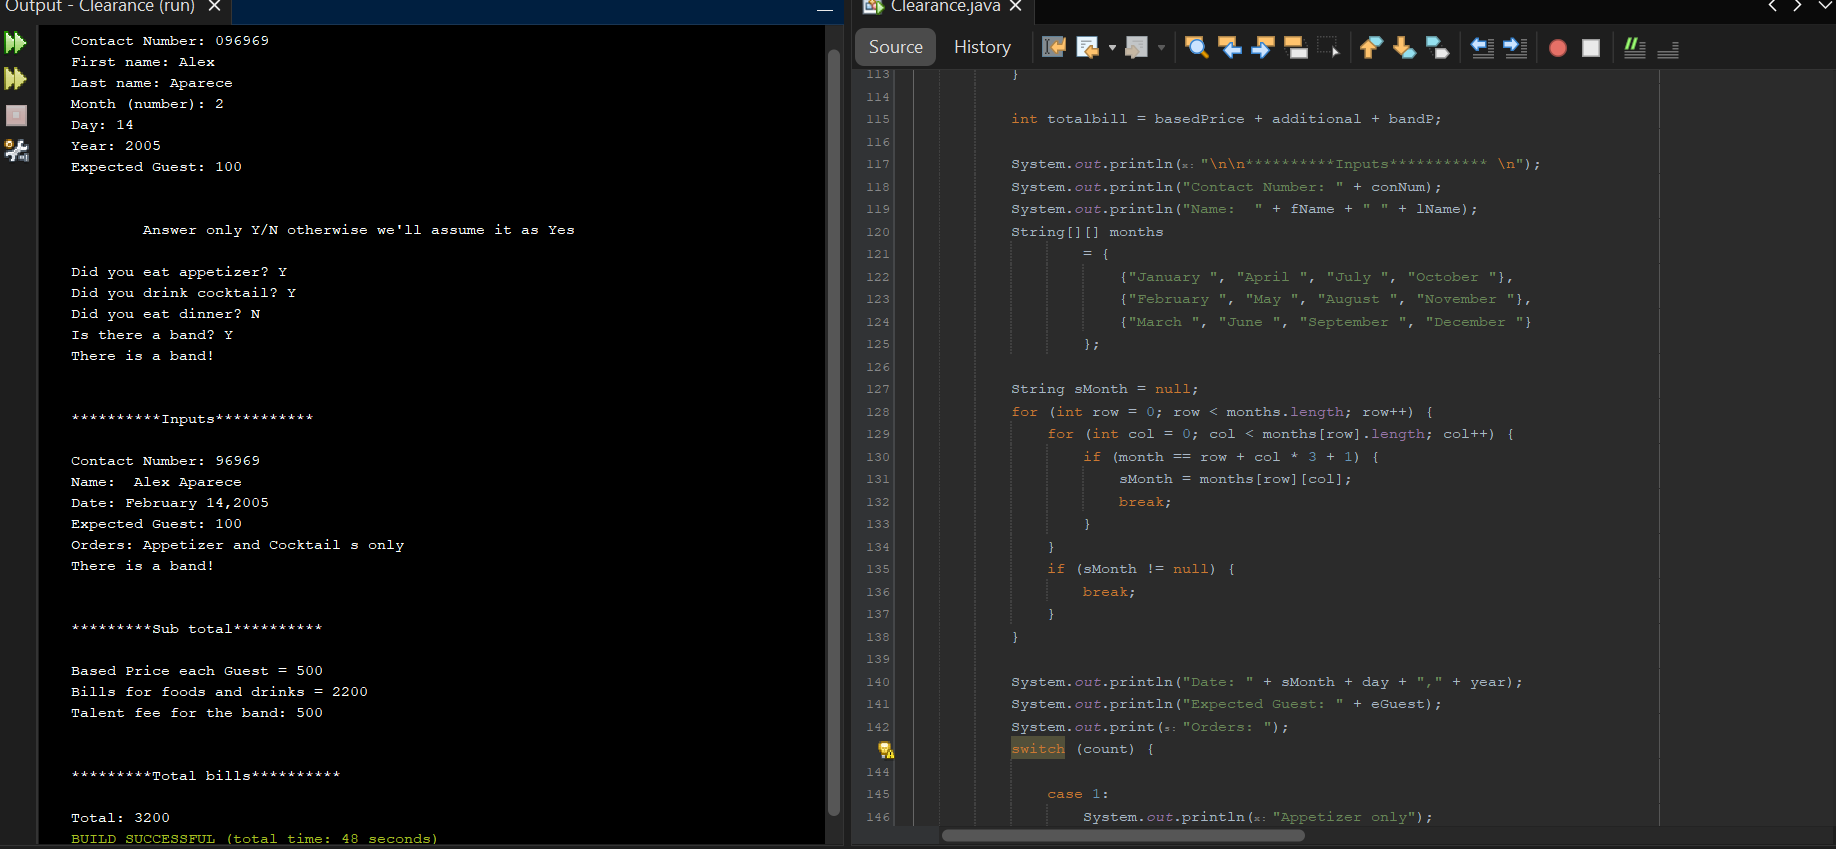 Output - Clearance (run) ×
Contact Number: 096969
First name: Alex
Last name: Aparece
Month (number): 2
Day: 14
Year: 2005
Expected Guest: 100
Answer only Y/N otherwise we'll assume it as Yes
Did you eat appetizer? Y
Did you drink cocktail? Y
Did you eat dinner? N
Is there a band? Y
There is a band!
**********Inputs***********
Contact Number: 96969
Name:  Alex Aparece
Date: February 14,2005
Expected Guest: 100
Orders: Appetizer and Cocktail s only
There is a band!
*********Sub total**********
Based Price each Guest = 500
Bills for foods and drinks = 2200
Talent fee for the band: 500
*********Total bills**********
Total: 3200
BUILD SUCCESSFUL (total time: 48 seconds)
Clearance.java ×
Source History
113 }
114
115 int totalbill = basedPrice + additional + bandP;
116
117 System.out.println(x: "\n\n**********Inputs*********** \n");
118 System.out.println("Contact Number: " + conNum);
119 System.out.println("Name:  " + fName + " " + lName);
120 String[][] months
121 = {
122 {"January ", "April ", "July ", "October "},
123 {"February ", "May ", "August ", "November "},
124 {"March ", "June ", "September ", "December "}
125 };
126
127 String sMonth = null;
128 for (int row = 0; row < months.length; row++) {
129 for (int col = 0; col < months[row].length; col++) {
130 if (month == row + col * 3 + 1) {
131 sMonth = months[row][col];
132 break;
133 }
134 }
135 if (sMonth != null) {
136 break;
137 }
138 }
139
140 System.out.println("Date: " + sMonth + day + "," + year);
141 System.out.println("Expected Guest: " + eGuest);
142 System.out.print(s: "Orders: ");
switch (count) {
144
145 case 1:
146 System.out.println(x: "Appetizer only");